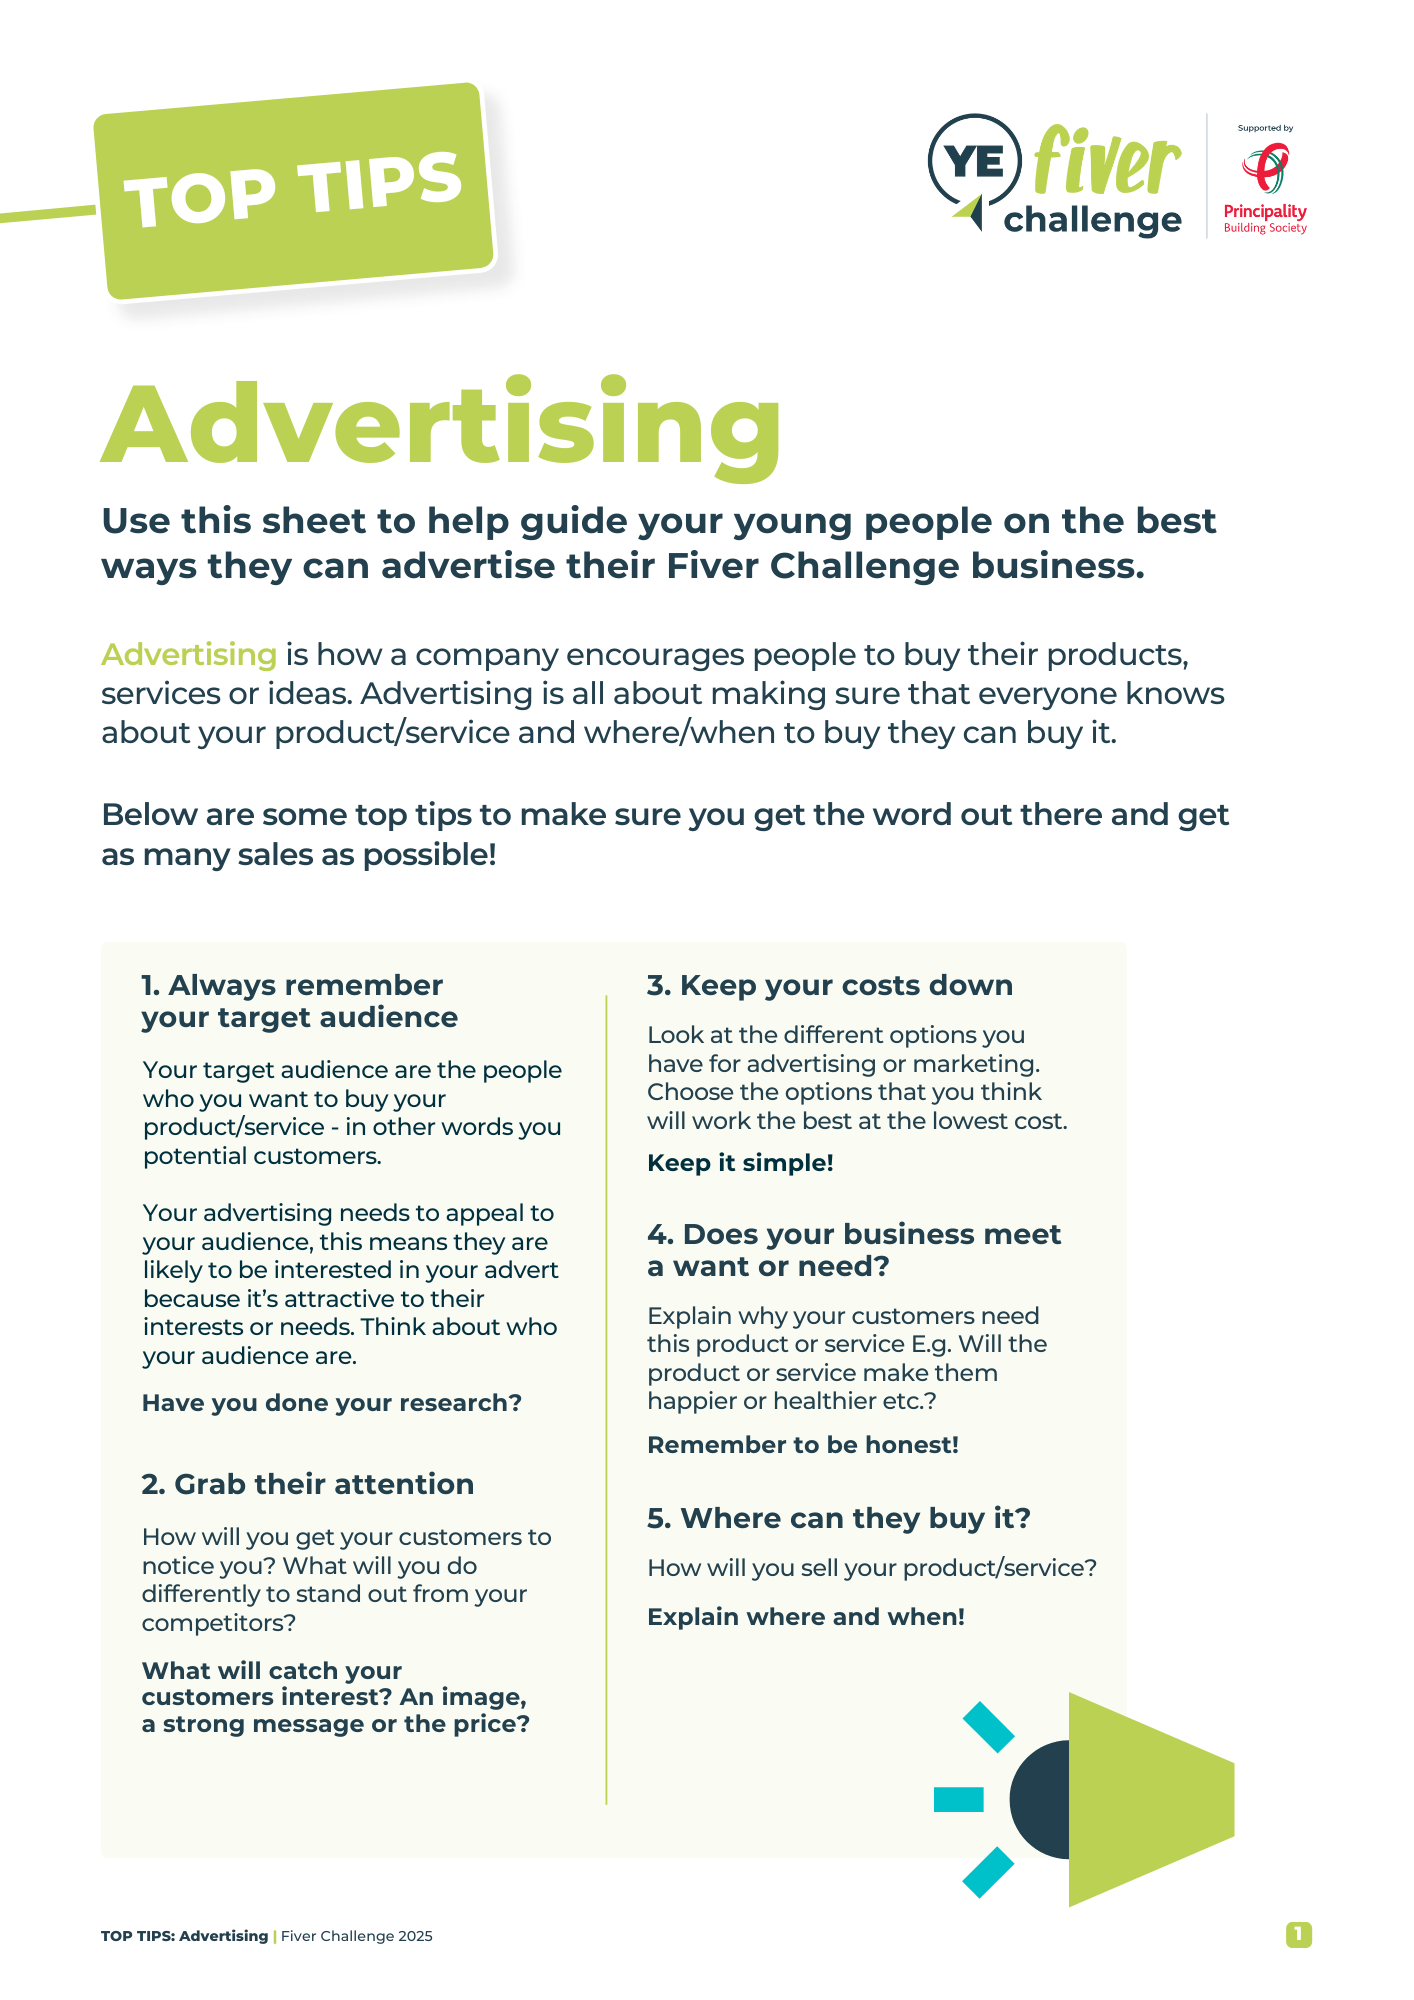 TOP TIPS
YE fiver
challenge
Supported by
Principality
Building Society
Advertising
Use this sheet to help guide your young people on the best
ways they can advertise their Fiver Challenge business.
Advertising is how a company encourages people to buy their products,
services or ideas. Advertising is all about making sure that everyone knows
about your product/service and where/when to buy they can buy it.
Below are some top tips to make sure you get the word out there and get
as many sales as possible!
1. Always remember
your target audience
Your target audience are the people
who you want to buy your
product/service - in other words you
potential customers.
Your advertising needs to appeal to
your audience, this means they are
likely to be interested in your advert
because it’s attractive to their
interests or needs. Think about who
your audience are.
Have you done your research?
2. Grab their attention
How will you get your customers to
notice you? What will you do
differently to stand out from your
competitors?
What will catch your
customers interest? An image,
a strong message or the price?
3. Keep your costs down
Look at the different options you
have for advertising or marketing.
Choose the options that you think
will work the best at the lowest cost.
Keep it simple!
4. Does your business meet
a want or need?
Explain why your customers need
this product or service E.g. Will the
product or service make them
happier or healthier etc.?
Remember to be honest!
5. Where can they buy it?
How will you sell your product/service?
Explain where and when!
TOP TIPS: Advertising | Fiver Challenge 2025
1